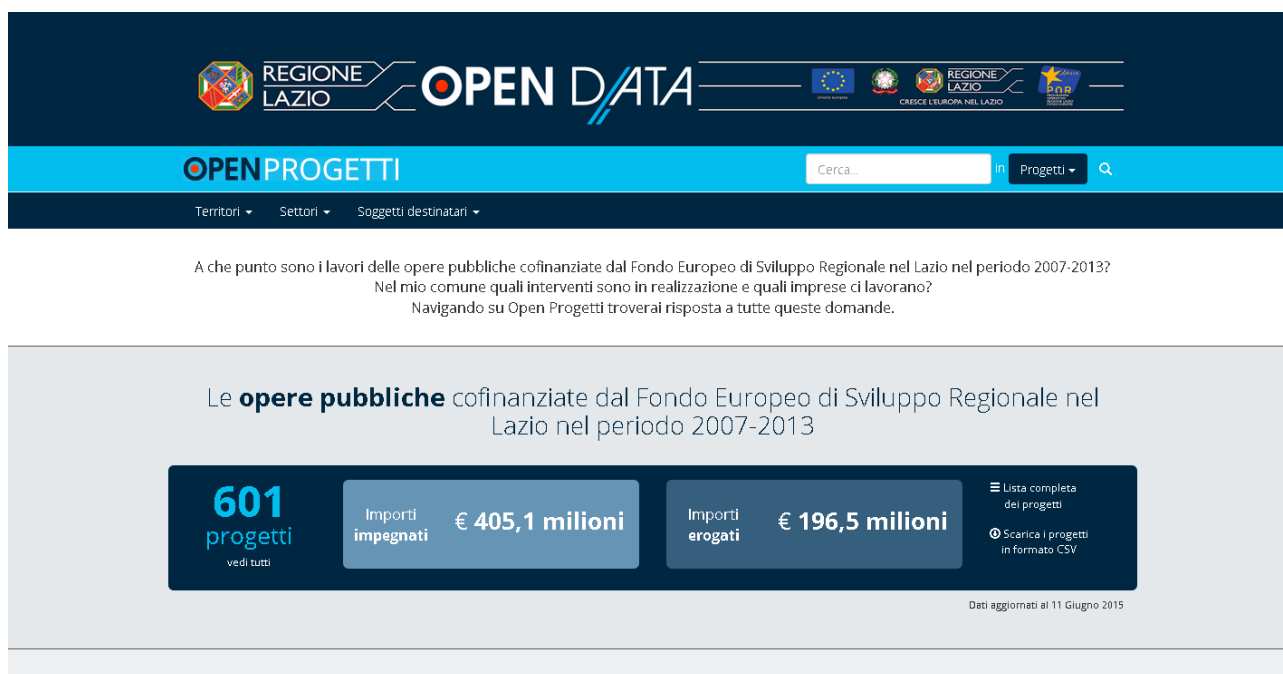 REGIONE
LAZIO
OPEN DATA
Unione europea
REGIONE
LAZIO
CRESCE L'EUROPA NEL LAZIO
POR
OPENPROGETTI
Cerca...
in
Progetti
Territori
Settori
Soggetti destinatari
A che punto sono i lavori delle opere pubbliche cofinanziate dal Fondo Europeo di Sviluppo Regionale nel Lazio nel periodo 2007-2013?
Nel mio comune quali interventi sono in realizzazione e quali imprese ci lavorano?
Navigando su Open Progetti troverai risposta a tutte queste domande.
Le opere pubbliche cofinanziate dal Fondo Europeo di Sviluppo Regionale nel
Lazio nel periodo 2007-2013
601
progetti
vedi tutti
Importi
impegnati
€ 405,1 milioni
Importi
erogati
€ 196,5 milioni
Lista completa
dei progetti
Scarica i progetti
in formato CSV
Dati aggiornati al 11 Giugno 2015